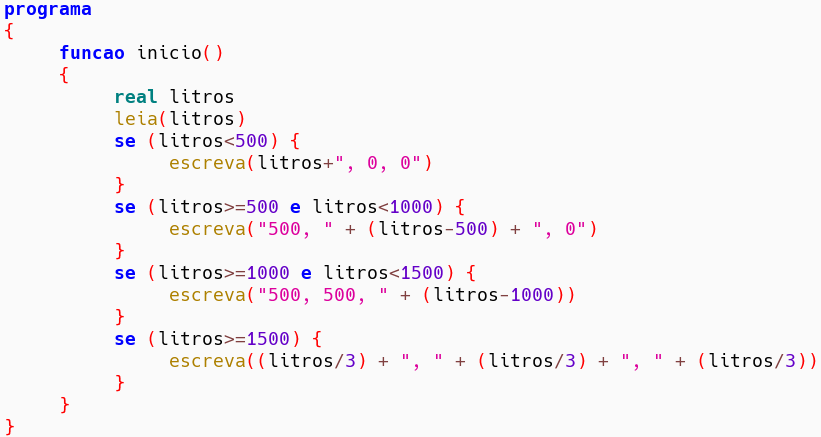 programa
{
     funcao inicio()
     {
          real litros
          leia(litros)
          se (litros<500) {
               escreva(litros+", 0, 0")
          }
          se (litros>=500 e litros<1000) {
               escreva("500, " + (litros-500) + ", 0")
          }
          se (litros>=1000 e litros<1500) {
               escreva("500, 500, " + (litros-1000))
          }
          se (litros>=1500) {
               escreva((litros/3) + ", " + (litros/3) + ", " + (litros/3))
          }
     }
}